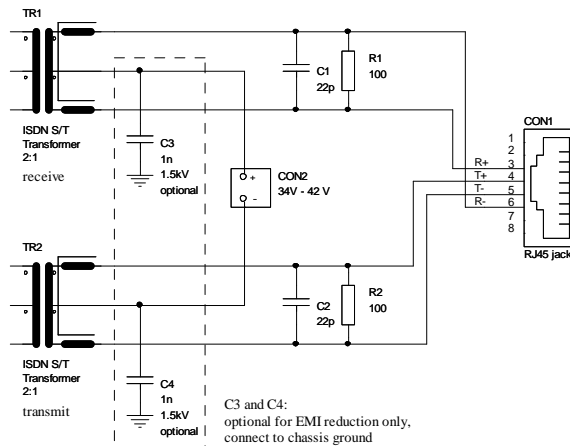 TR1
ISDN S/T
Transformer
2:1
receive
C3
1n
1.5kV
optional
C1
22p
R1
100
CON2
34V - 42 V
+
-
CON1
1
2
3
4
5
6
7
8
R+
T+
T-
R-
RJ45 jack
TR2
ISDN S/T
Transformer
2:1
transmit
C4
1n
1.5kV
optional
C2
22p
R2
100
C3 and C4:
optional for EMI reduction only,
connect to chassis ground